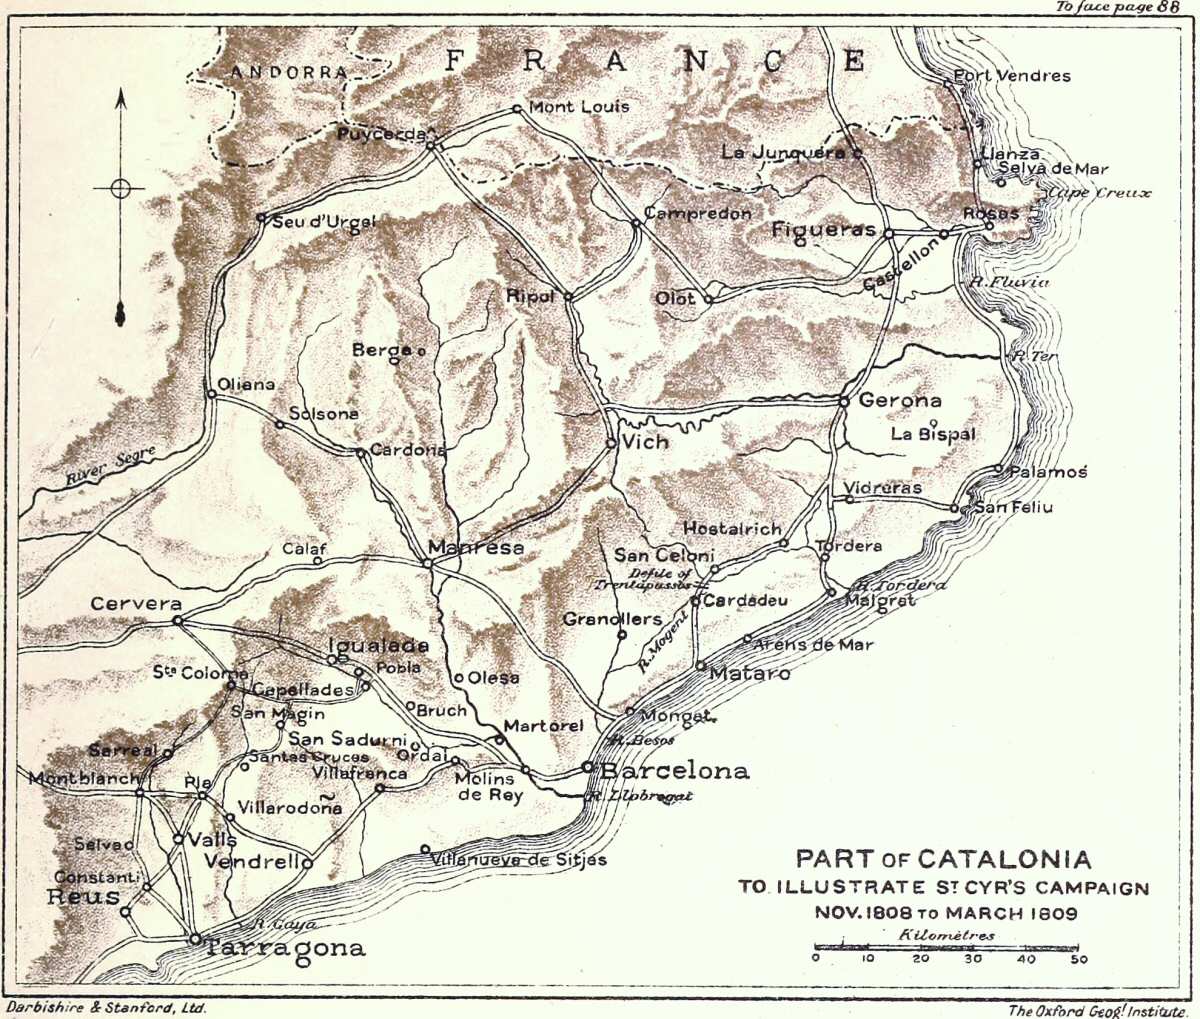 To face page 88
FRANCE
ANDORRA
Port Vendres
Mont Louis
Puycerda
La Junquera
Llanza
Selva de Mar
Cape Creux
Seu d'Urgel
Campredon
Rosas
Figueras
Castellon
R. Fluvia
Ripol
Olot
Berga
R. Ter
Oliana
Solsona
Gerona
La Bispal
Cardona
Vich
River Segre
Palamos
Vidreras
San Feliu
Hostalrich
Calaf
Manresa
San Celoni
Tordera
Defile of
Trentapassos
R. Tordera
Cervera
Cardadeu
Malgrat
Granollers
R. Mogent
Arens de Mar
Igualada
Sta Coloma
Pobla
Olesa
Mataro
Capellades
San Magin
Bruch
Mongat
Martorel
San Sadurni
R. Besos
Sarreal
Santas Cruces
Ordal
Villafranca
Barcelona
Montblanch
Pla
Molins
de Rey
R. Llobregat
Villarodoña
Selva
Valls
Vendrell
Villanueva de Sitjes
Constanti
Reus
R. Gaya
Tarragona
PART OF CATALONIA
TO ILLUSTRATE ST CYR'S CAMPAIGN
NOV. 1808 TO MARCH 1809
Kilometres
0 10 20 30 40 50
Darbishire & Stanford, Ltd.
The Oxford Geogl Institute.